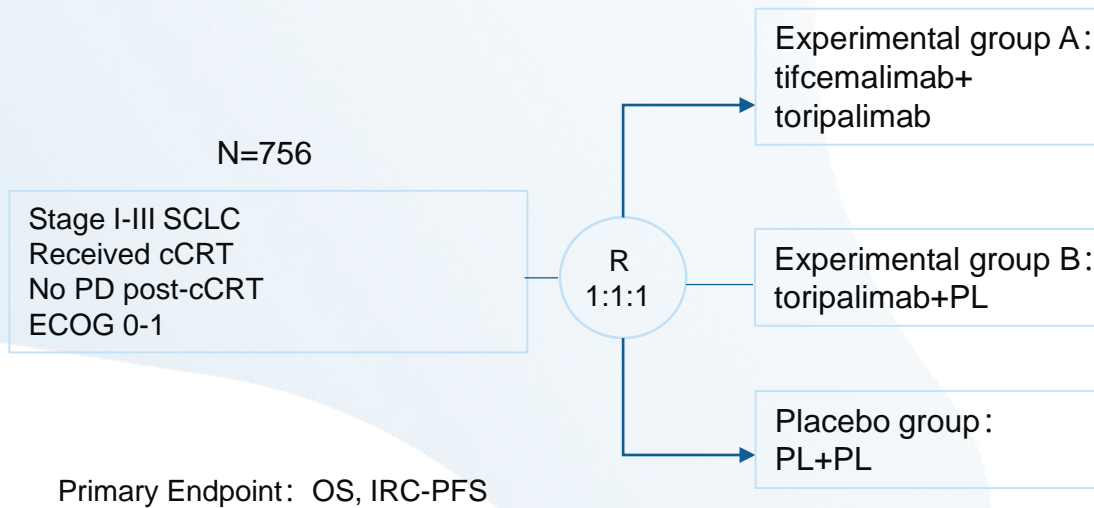 N=756
Stage I-III SCLC
Received cCRT
No PD post-cCRT
ECOG 0-1
R
1:1:1
Experimental group A:
tifcemalimab+
toripalimab
Experimental group B:
toripalimab+PL
Placebo group:
PL+PL
Primary Endpoint: OS, IRC-PFS